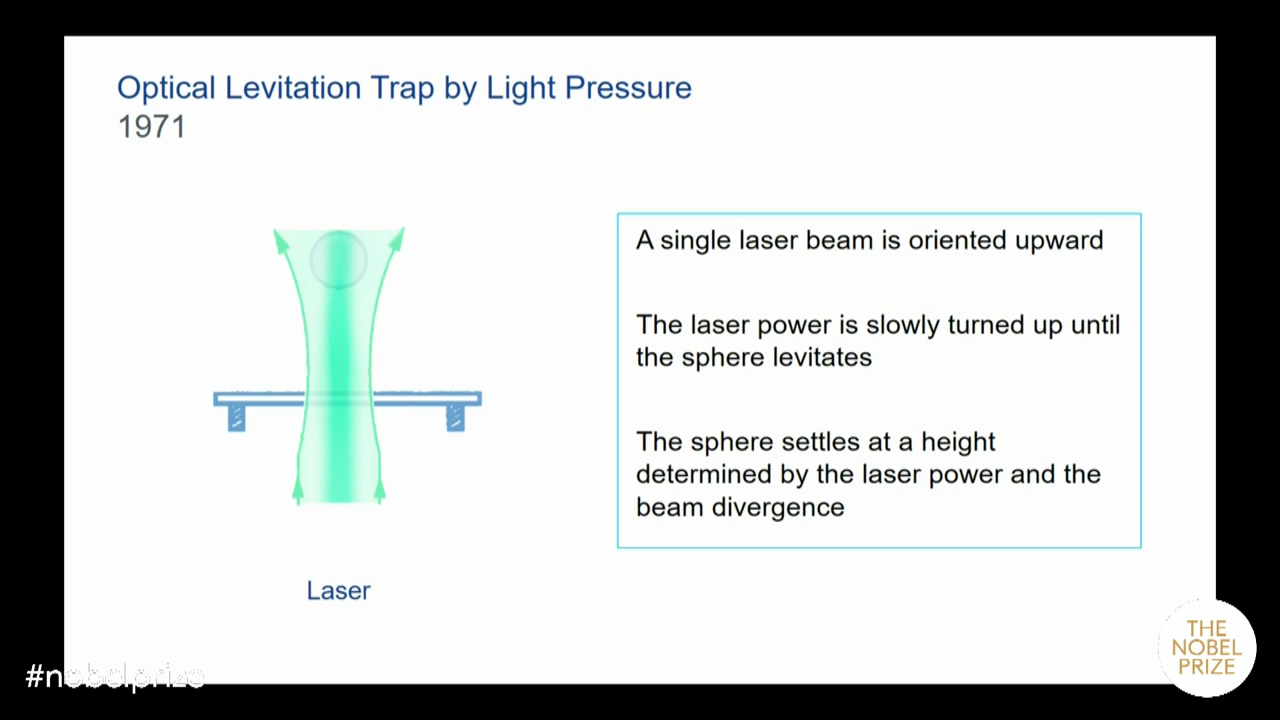 Optical Levitation Trap by Light Pressure
1971
A single laser beam is oriented upward
The laser power is slowly turned up until
the sphere levitates
The sphere settles at a height
determined by the laser power and the
beam divergence
Laser
THE
NOBEL
PRIZE
#nobelprize